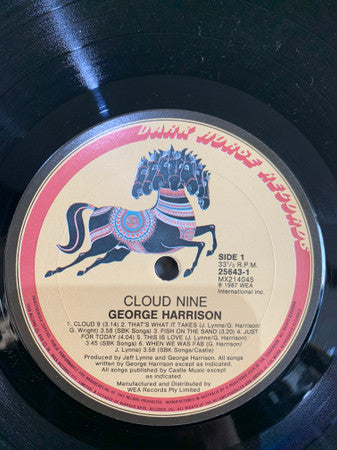 DARK HORSE RECORDS
SIDE 1
33⅓ R.P.M.
25643-1
MX214045
℗ 1987 WEA
International Inc.
CLOUD NINE
GEORGE HARRISON
1. CLOUD 9 (3.14) 2. THAT'S WHAT IT TAKES (J. Lynne/G. Harrison/
G. Wright) 3.58 (SBK Songs) 3. FISH ON THE SAND (3.20) 4. JUST
FOR TODAY (4.04) 5. THIS IS LOVE (J. Lynne/G. Harrison)
3.45 (SBK Songs) 6. WHEN WE WAS FAB (G. Harrison/
J. Lynne) 3.56 (SBK Songs/Castle)
Produced by Jeff Lynne and George Harrison. All songs
written by George Harrison except as indicated.
All songs published by Castle Music except
as indicated.
Manufactured and Distributed by
WEA Records Pty Limited